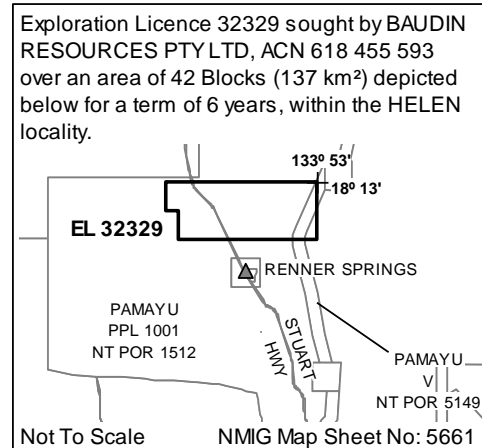 Exploration Licence 32329 sought by BAUDIN
RESOURCES PTY LTD, ACN 618 455 593
over an area of 42 Blocks (137 km²) depicted
below for a term of 6 years, within the HELEN
locality.
133º 53'
18º 13'
EL 32329
RENNER SPRINGS
PAMAYU
PPL 1001
NT POR 1512
STUART
HWY
PAMAYU
V
NT POR 5149
Not To Scale
NMIG Map Sheet No: 5661